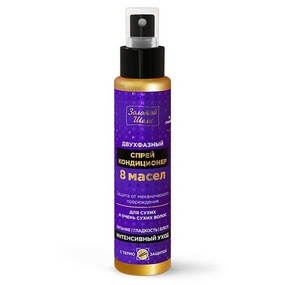 Золотой
Шелк
ДВУХФАЗНЫЙ
СПРЕЙ
КОНДИЦИОНЕР
8 масел
Защита от механического
повреждения
ДЛЯ СУХИХ
И ОЧЕНЬ СУХИХ ВОЛОС
ПИТАНИЕ | ГЛАДКОСТЬ | БЛЕСК
ИНТЕНСИВНЫЙ УХОД
С ТЕРМО ЗАЩИТОЙ